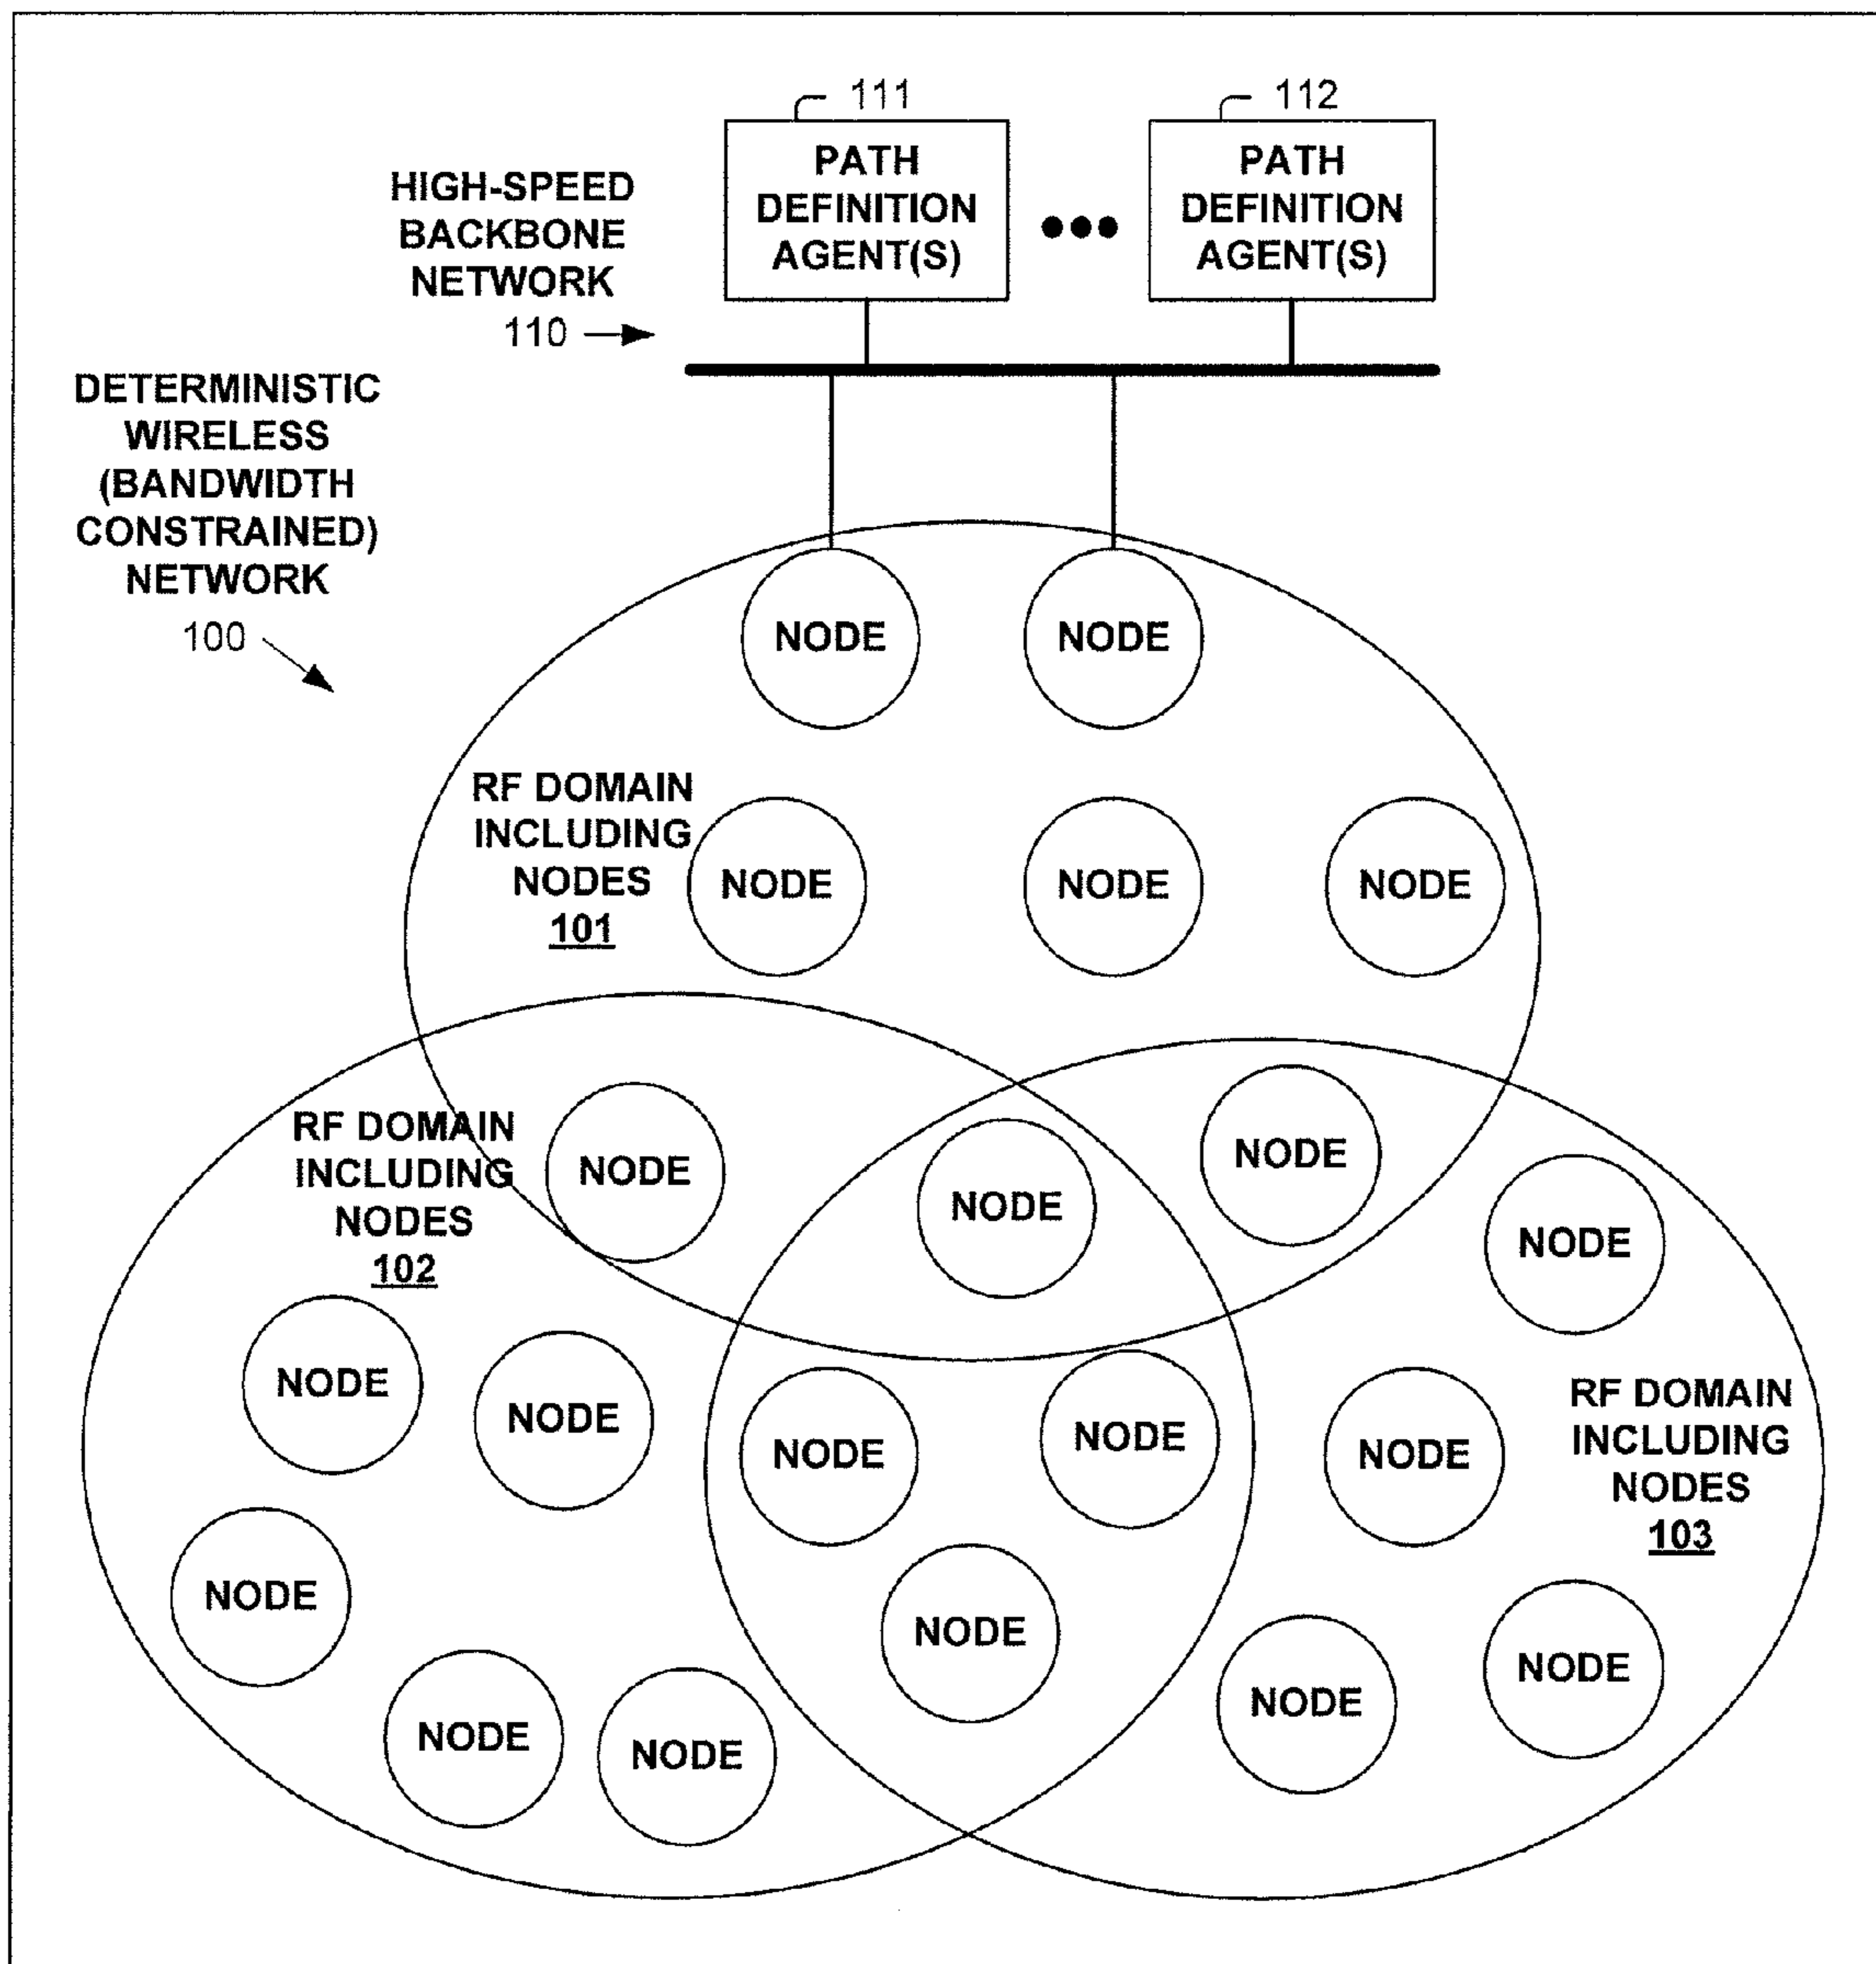 111
112
PATH
DEFINITION
AGENT(S)
PATH
DEFINITION
AGENT(S)
HIGH-SPEED
BACKBONE
NETWORK
110
DETERMINISTIC
WIRELESS
(BANDWIDTH
CONSTRAINED)
NETWORK
100
NODE
NODE
RF DOMAIN
INCLUDING
NODES
101
NODE
NODE
NODE
RF DOMAIN
INCLUDING
NODES
102
NODE
NODE
NODE
NODE
NODE
NODE
NODE
NODE
NODE
RF DOMAIN
INCLUDING
NODES
103
NODE
NODE
NODE
NODE
NODE
NODE